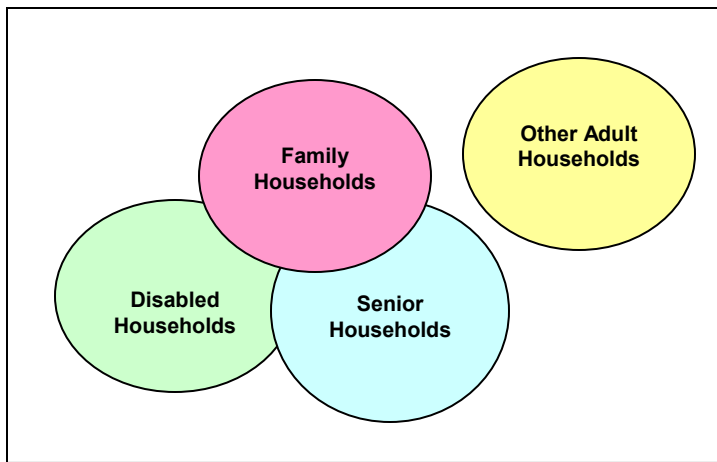 Family
Households
Other Adult
Households
Disabled
Households
Senior
Households